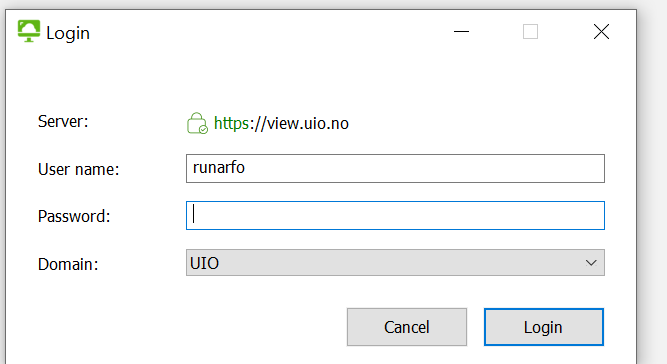 Login
Server: https://view.uio.no
User name: runarfo
Password:
Domain: UIO
Cancel Login